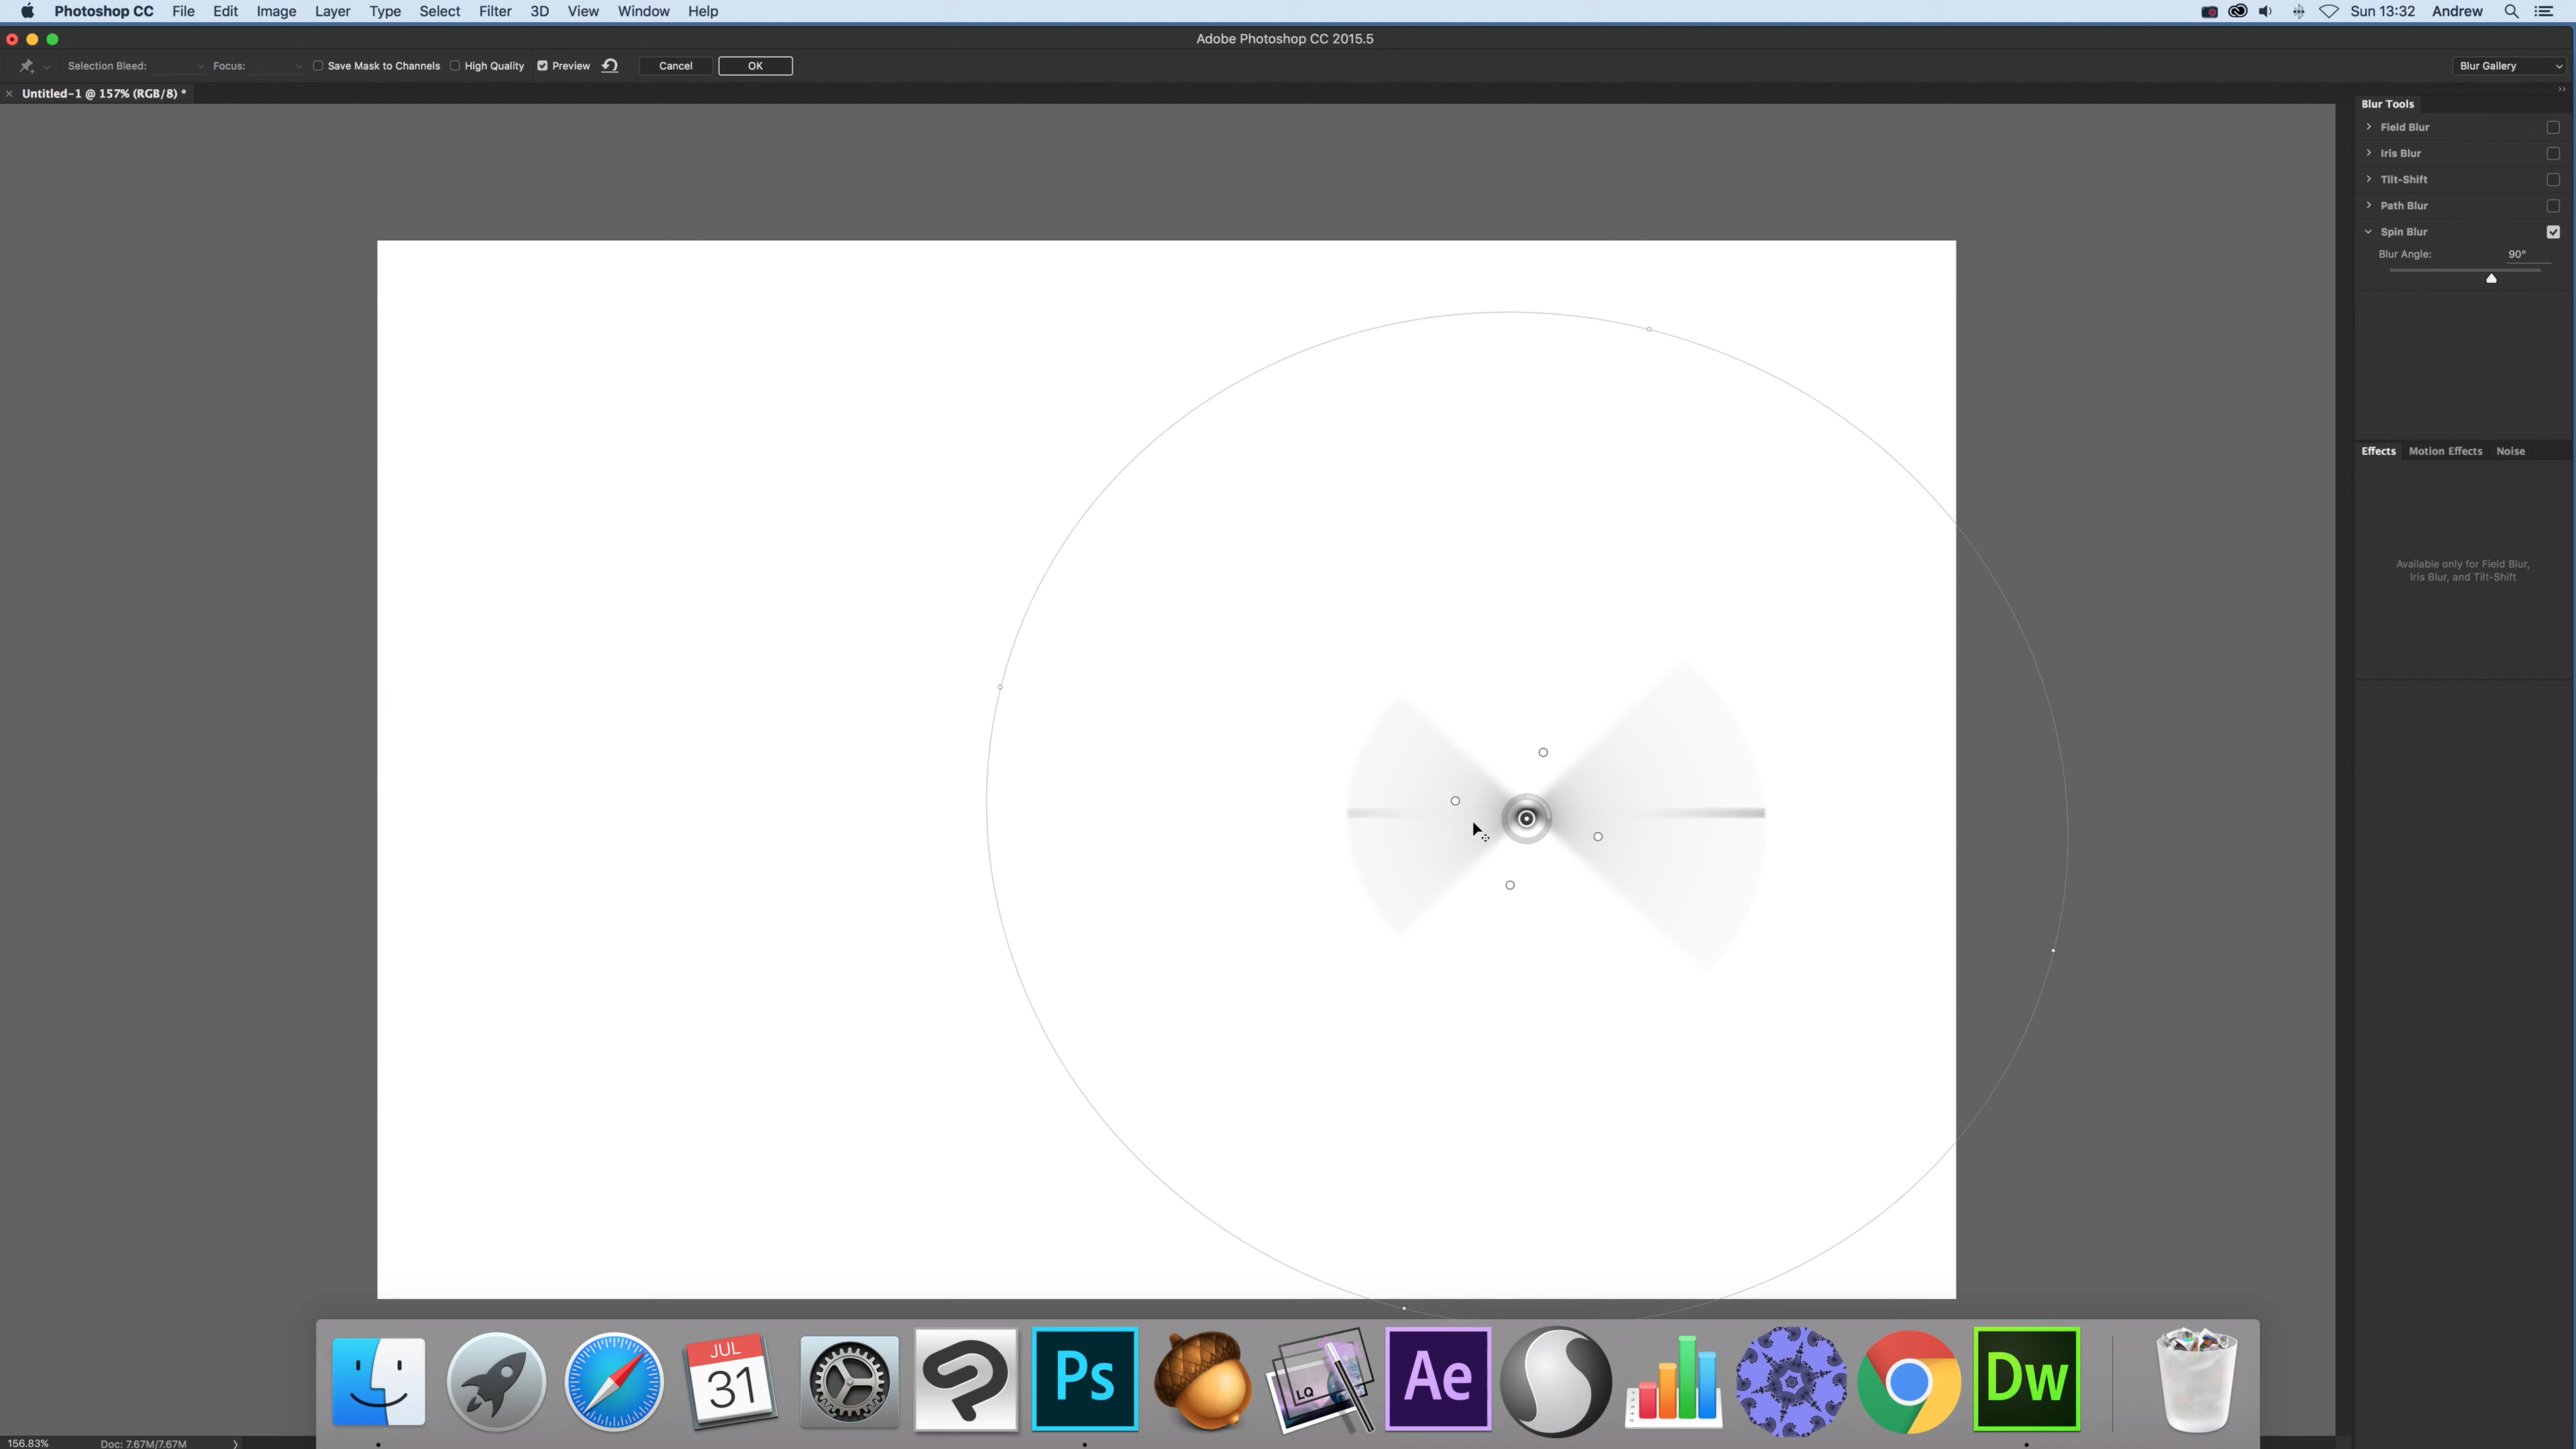 Photoshop CC File Edit Image Layer Type Select Filter 3D View Window Help Sun 13:32 Andrew
Adobe Photoshop CC 2015.5
Selection Bleed: Focus: Save Mask to Channels High Quality Preview Cancel OK Blur Gallery
Untitled-1 @ 157% (RGB/8) *
Blur Tools
Field Blur
Iris Blur
Tilt-Shift
Path Blur
Spin Blur
Blur Angle: 90°
Effects Motion Effects Noise
Available only for Field Blur,
Iris Blur, and Tilt-Shift
JUL
31
Ps
LQ
Ae
Dw
156.83% Doc: 7.67M/7.67M